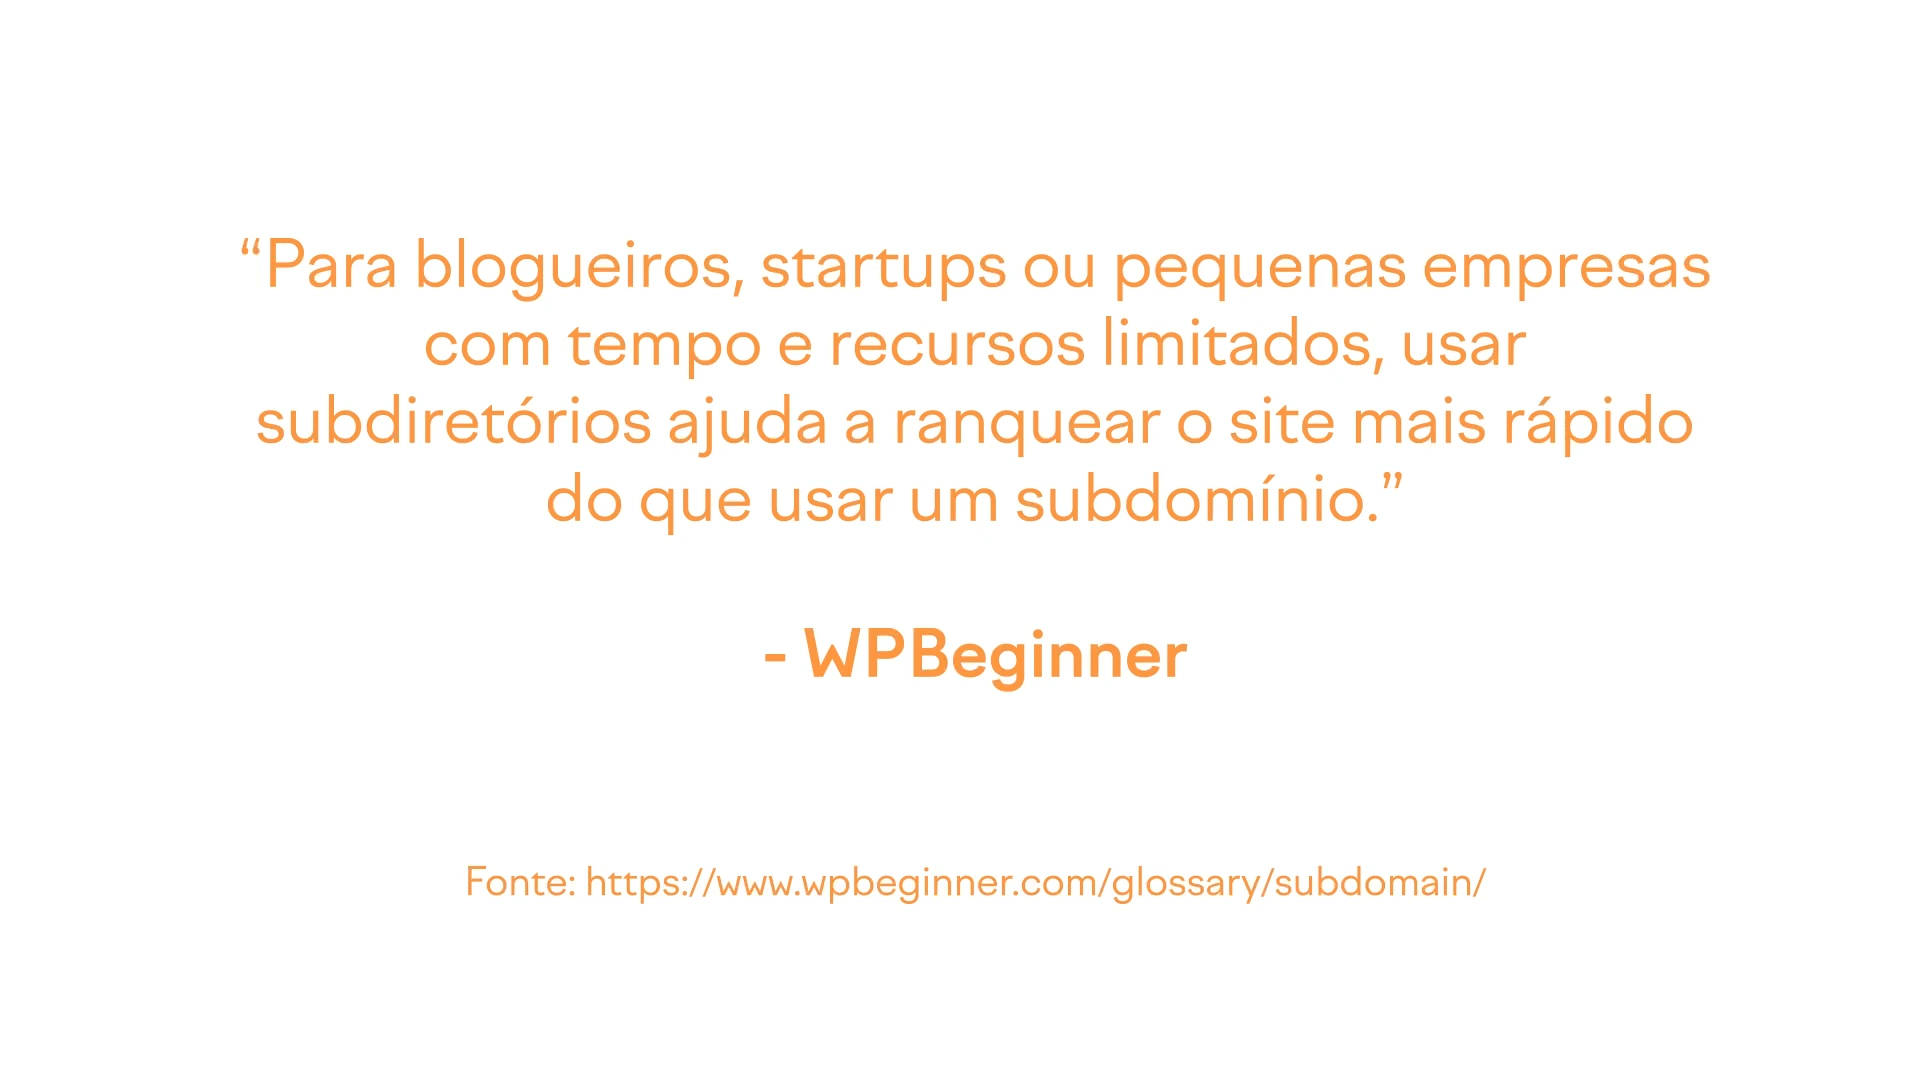 “Para blogueiros, startups ou pequenas empresas
com tempo e recursos limitados, usar
subdiretórios ajuda a ranquear o site mais rápido
do que usar um subdomínio.”
- WPBeginner
Fonte: https://www.wpbeginner.com/glossary/subdomain/